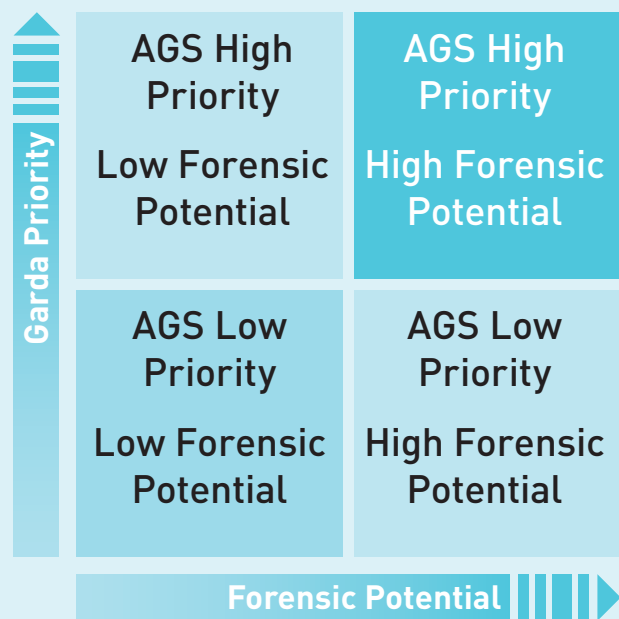 Garda Priority
AGS High
Priority
Low Forensic
Potential
AGS High
Priority
High Forensic
Potential
AGS Low
Priority
Low Forensic
Potential
AGS Low
Priority
High Forensic
Potential
Forensic Potential